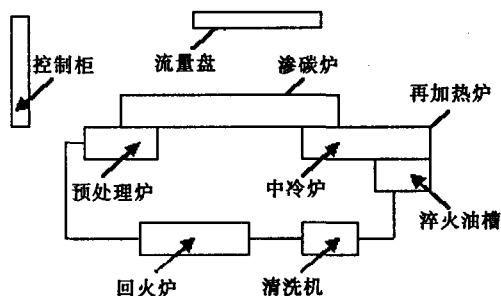 控制柜
流量盘
渗碳炉
再加热炉
预处理炉
中冷炉
淬火油槽
回火炉
清洗机